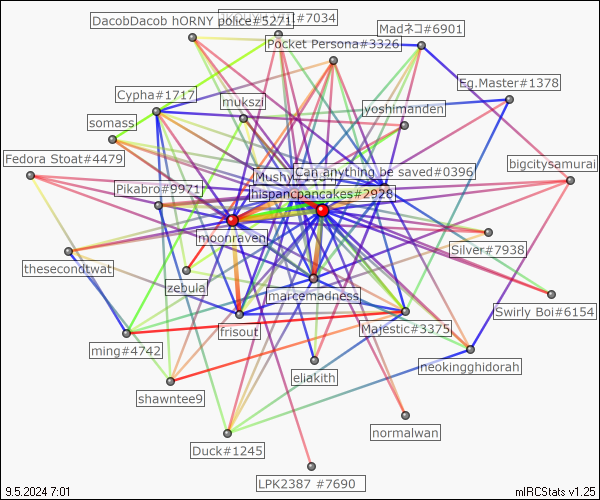 DacobDacob hORNY police#5271
#7034
Pocket Persona#3326
Madネコ#6901
Eg.Master#1378
Cypha#1717
mukszi
yoshimanden
somass
Fedora Stoat#4479
bigcitysamurai
Mushy
Can anything be saved#0396
Pikabro#9971
hispancpancakes#2928
moonraven
Silver#7938
thesecondtwat
zebula
marcemadness
Swirly Boi#6154
frisout
Majestic#3375
ming#4742
neokingghidorah
eliakith
shawntee9
normalwan
Duck#1245
LPK2387 #7690
9.5.2024 7:01
mIRCStats v1.25